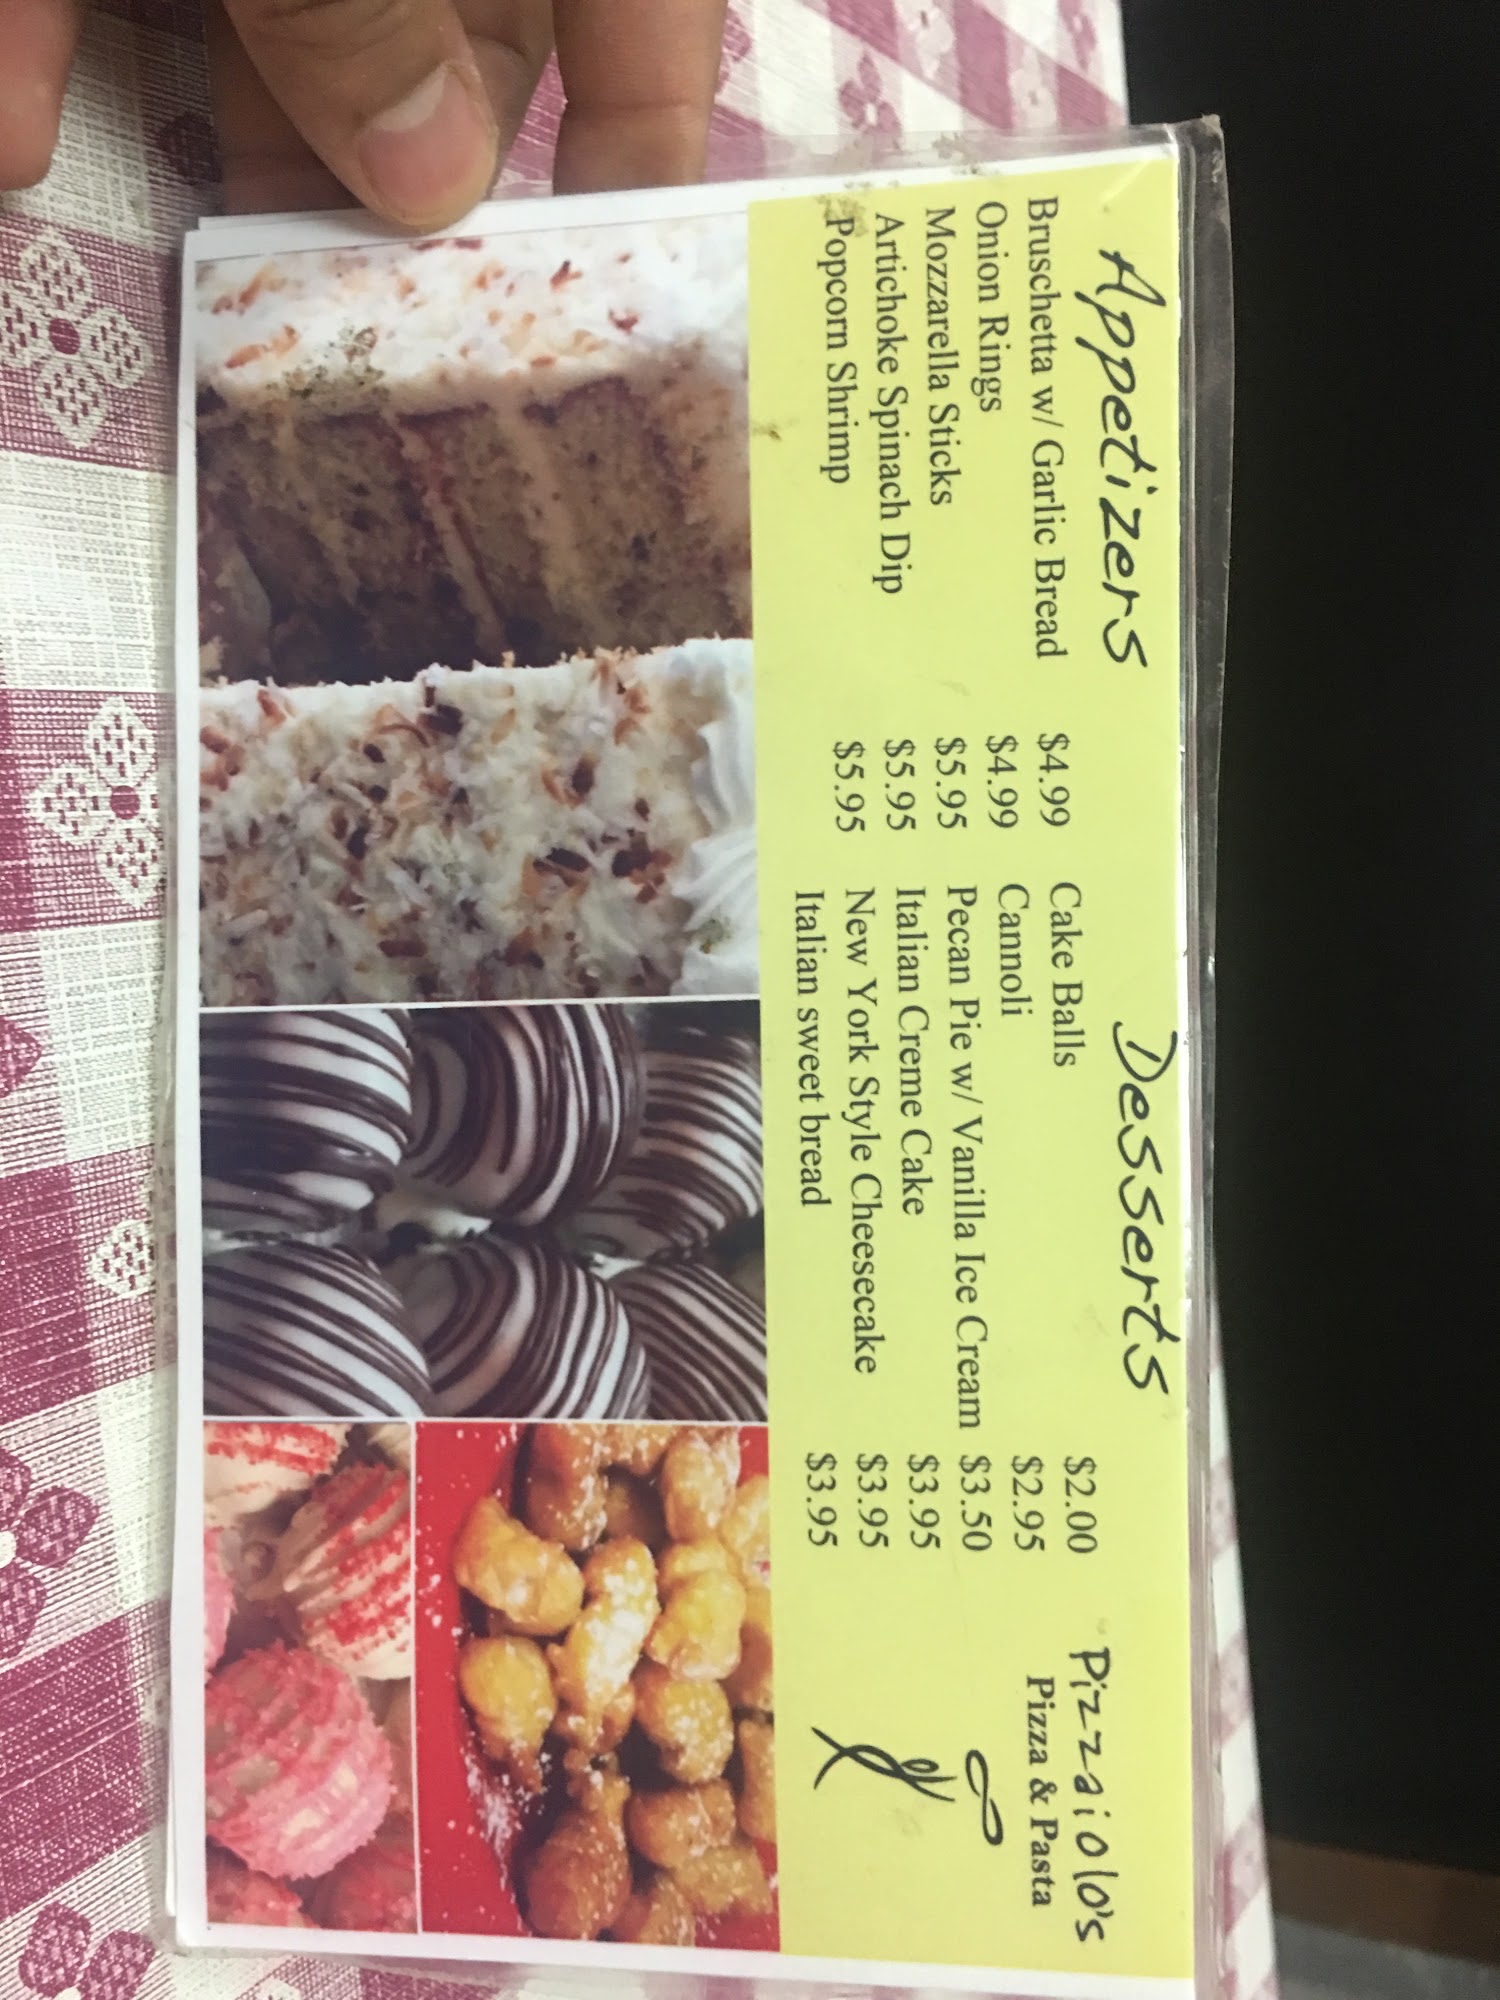 Appetizers
Bruschetta w/ Garlic Bread $4.99
Onion Rings $4.99
Mozzarella Sticks $5.95
Artichoke Spinach Dip $5.95
Popcorn Shrimp $5.95
Desserts
Cake Balls $2.00
Cannoli $2.95
Pecan Pie w/ Vanilla Ice Cream $3.50
Italian Creme Cake $3.95
New York Style Cheesecake $3.95
Italian sweet bread $3.95
Pizzaiolo's
Pizza & Pasta